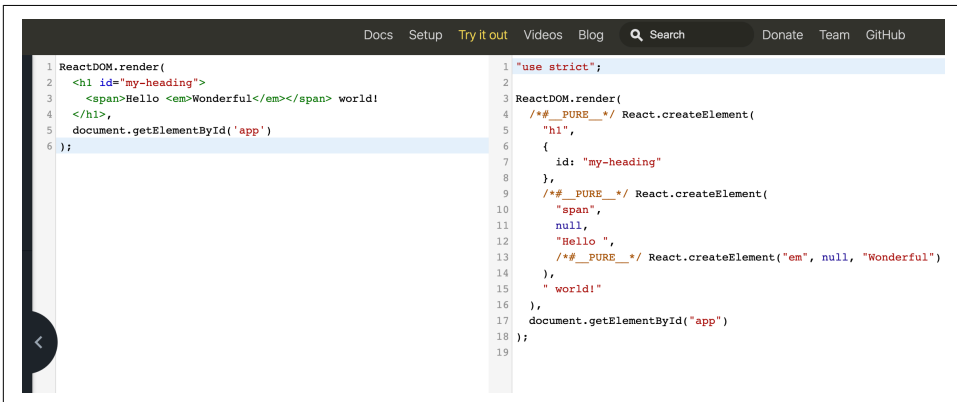 Docs Setup Try it out Videos Blog Search Donate Team GitHub
1 ReactDOM.render(
2   <h1 id="my-heading">
3     <span>Hello <em>Wonderful</em></span> world!
4   </h1>,
5   document.getElementById('app')
6 );
1 "use strict";
2
3 ReactDOM.render(
4   /*#__PURE__*/ React.createElement(
5     "h1",
6     {
7       id: "my-heading"
8     },
9     /*#__PURE__*/ React.createElement(
10       "span",
11       null,
12       "Hello ",
13       /*#__PURE__*/ React.createElement("em", null, "Wonderful")
14     ),
15     " world!"
16   ),
17   document.getElementById("app")
18 );
19